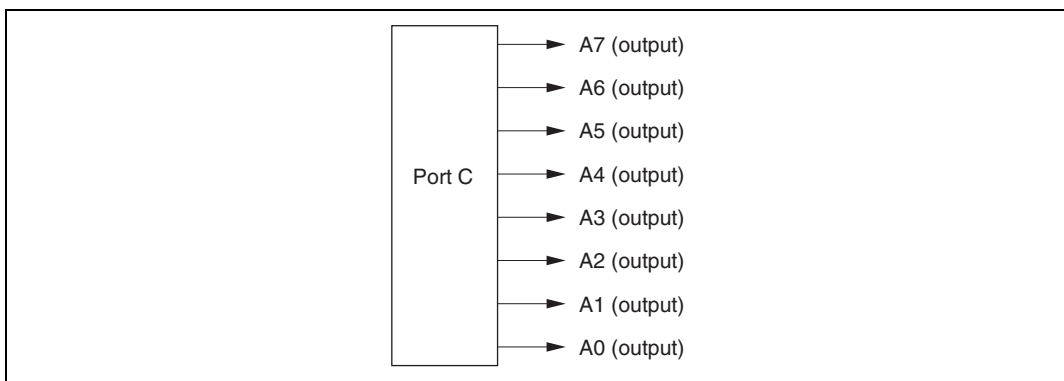 A7 (output)
A6 (output)
A5 (output)
Port C
A4 (output)
A3 (output)
A2 (output)
A1 (output)
A0 (output)